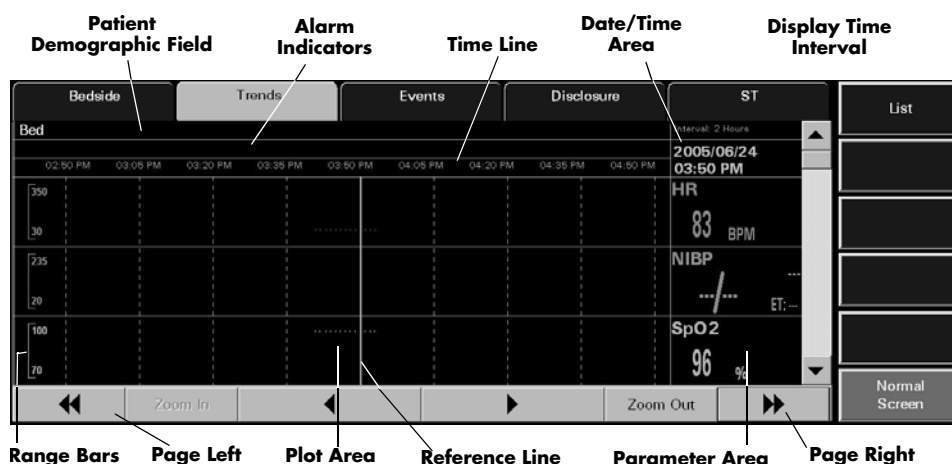 Patient
Demographic Field
Alarm
Indicators
Time Line
Date/Time
Area
Display Time
Interval
Bedside
Trends
Events
Disclosure
ST
List
Bed
Interval: 2 Hours
02:50 PM 03:05 PM 03:20 PM 03:35 PM 03:50 PM 04:05 PM 04:20 PM 04:35 PM 04:50 PM
2005/06/24
03:50 PM
350
30
HR
83 BPM
235
20
NIBP
---
---/---
ET: --
100
70
SpO2
96 %
Zoom In
Zoom Out
Normal
Screen
Range Bars
Page Left
Plot Area
Reference Line
Parameter Area
Page Right